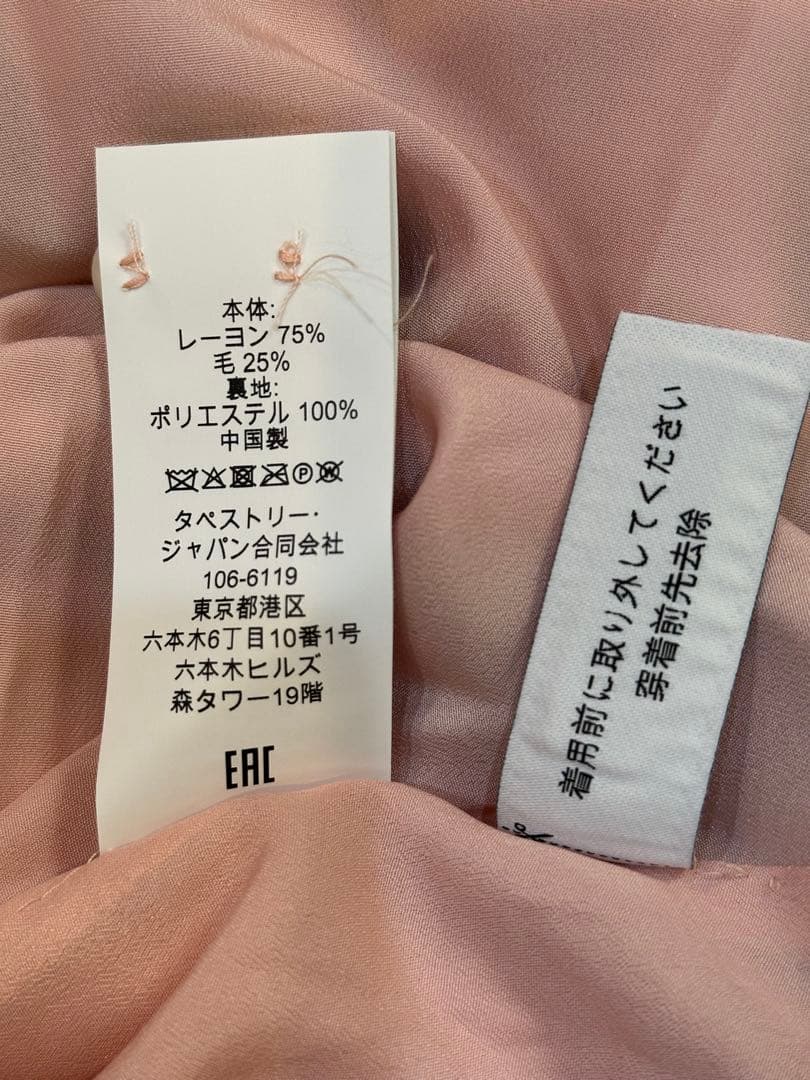 本体:
レーヨン 75%
毛 25%
裏地:
ポリエステル 100%
中国製
P W
タペストリー・
ジャパン合同会社
106-6119
東京都港区
六本木6丁目10番1号
六本木ヒルズ
森タワー19階
EAC
着用前に取り外してください
穿着前先去除